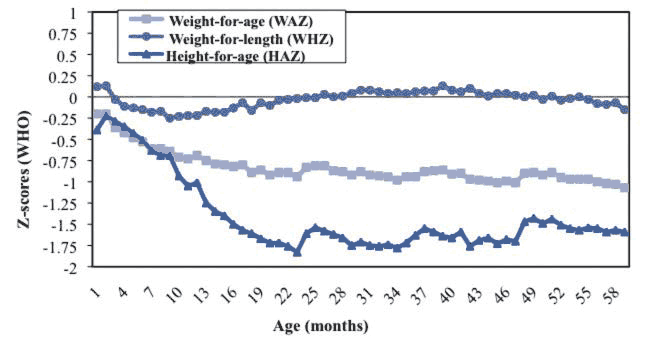 Weight-for-age (WAZ)
Weight-for-length (WHZ)
Height-for-age (HAZ)
1
0.75
0.5
0.25
0
-0.25
-0.5
-0.75
-1
-1.25
-1.5
-1.75
-2
Z-scores (WHO)
1 4 7 10 13 16 19 22 25 28 31 34 37 40 43 46 49 52 55 58
Age (months)